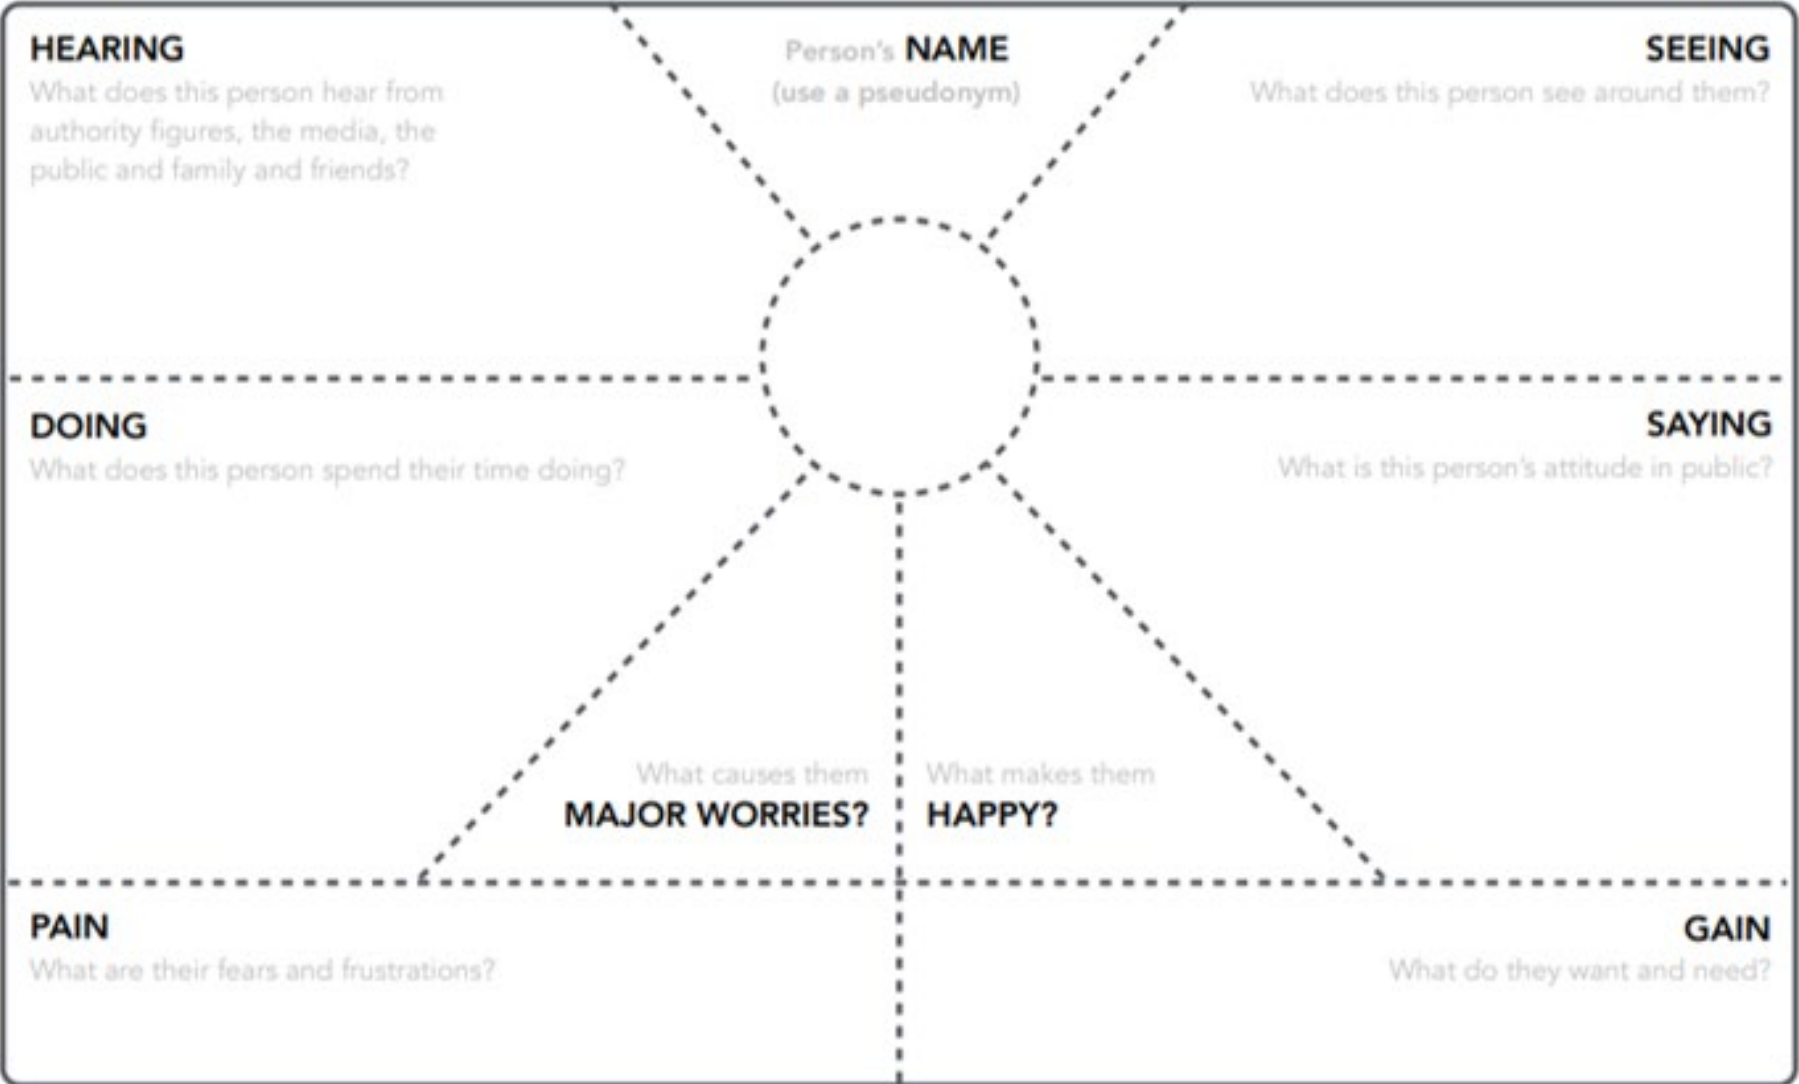 HEARING
What does this person hear from
authority figures, the media, the
public and family and friends?
Person's NAME
(use a pseudonym)
SEEING
What does this person see around them?
DOING
What does this person spend their time doing?
SAYING
What is this person's attitude in public?
What causes them
MAJOR WORRIES?
What makes them
HAPPY?
PAIN
What are their fears and frustrations?
GAIN
What do they want and need?